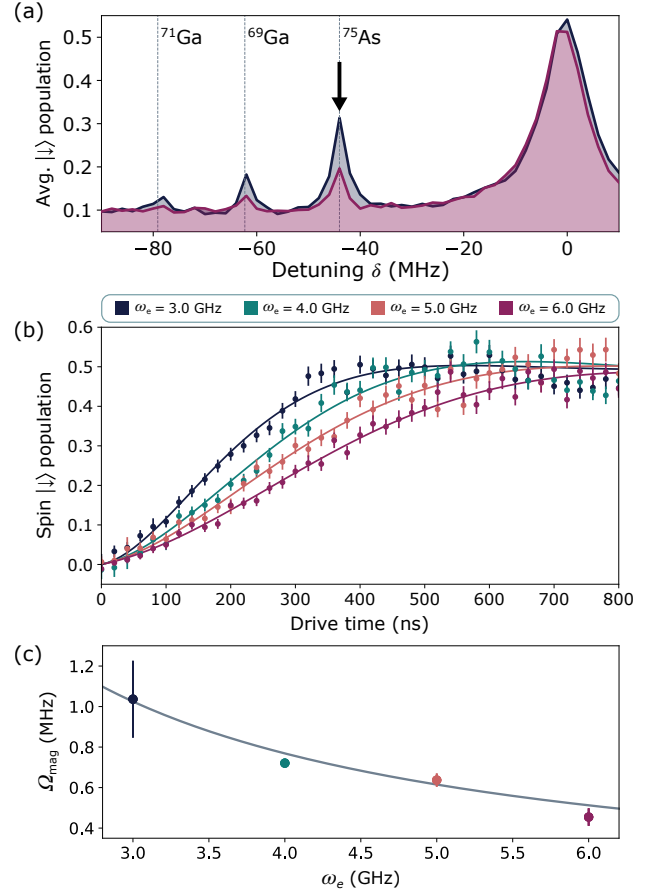 (a)
⁷¹Ga ⁶⁹Ga ⁷⁵As
Avg. |↓⟩ population
0.5
0.4
0.3
0.2
0.1
−80 −60 −40 −20 0
Detuning δ (MHz)
ωₑ = 3.0 GHz ωₑ = 4.0 GHz ωₑ = 5.0 GHz ωₑ = 6.0 GHz
(b)
Spin |↓⟩ population
0.6
0.5
0.4
0.3
0.2
0.1
0.0
0 100 200 300 400 500 600 700 800
Drive time (ns)
(c)
Ω_mag (MHz)
1.2
1.0
0.8
0.6
0.4
3.0 3.5 4.0 4.5 5.0 5.5 6.0
ωₑ (GHz)